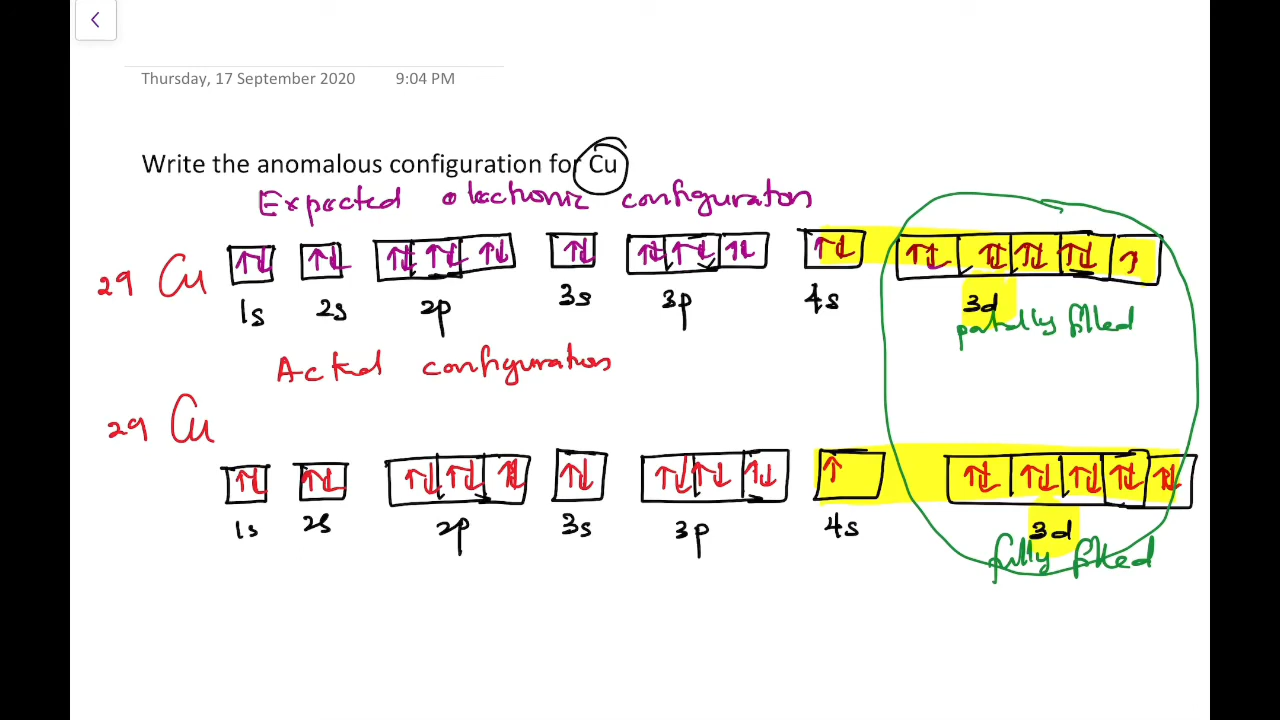 Thursday, 17 September 2020 9:04 PM
Write the anomalous configuration for Cu
Expected electronic configuration
29 Cu ↑↓ ↑↓ ↑↓ ↑↓ ↑↓ ↑↓ ↑↓ ↑↓ ↑↓ ↑↓ ↑↓ ↑↓ ↑↓ ↑↓ ↑
1s 2s 2p 3s 3p 4s 3d
partially filled
Actual configuration
29 Cu
↑↓ ↑↓ ↑↓ ↑↓ ↑↓ ↑↓ ↑↓ ↑↓ ↑↓ ↑ ↑↓ ↑↓ ↑↓ ↑↓ ↑↓
1s 2s 2p 3s 3p 4s 3d
fully filled